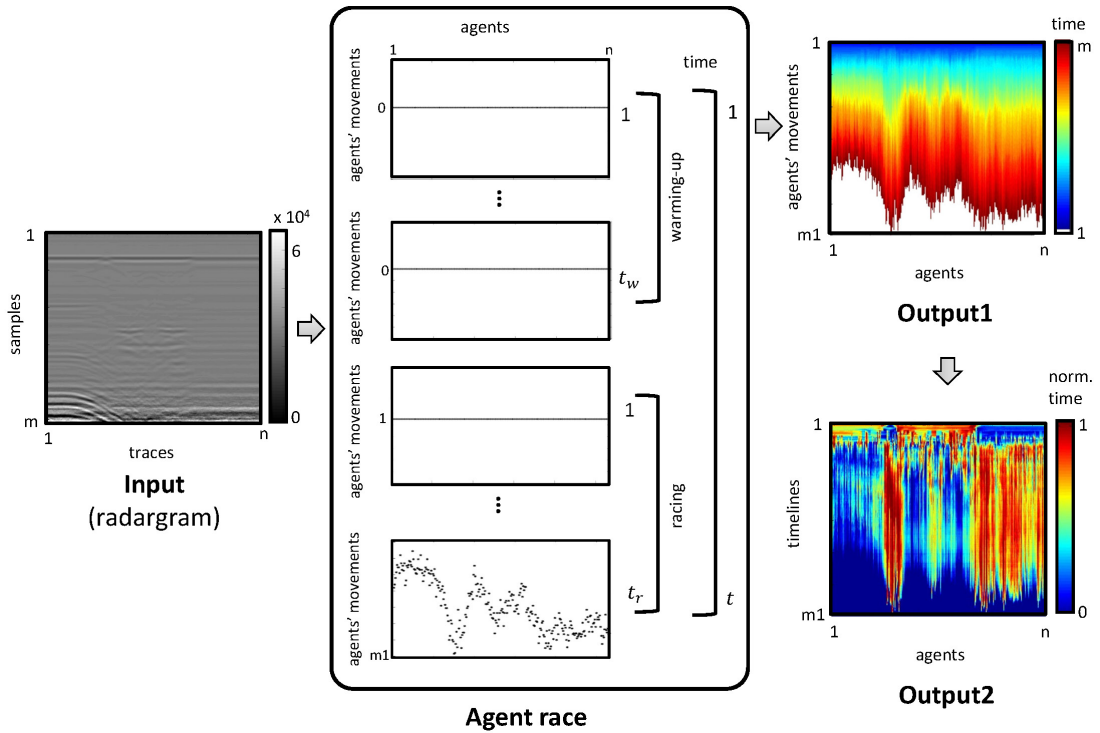 x 10⁴
1
6
samples
m
0
1
n
traces
Input
(radargram)
agents
1
n
time
agents' movements
0
1
agents' movements
0
t_w
warming-up
1
agents' movements
1
1
racing
agents' movements
m1
t_r
t
Agent race
time
1
m
agents' movements
m1
1
1
n
agents
Output1
norm.
time
1
1
timelines
m1
0
1
n
agents
Output2